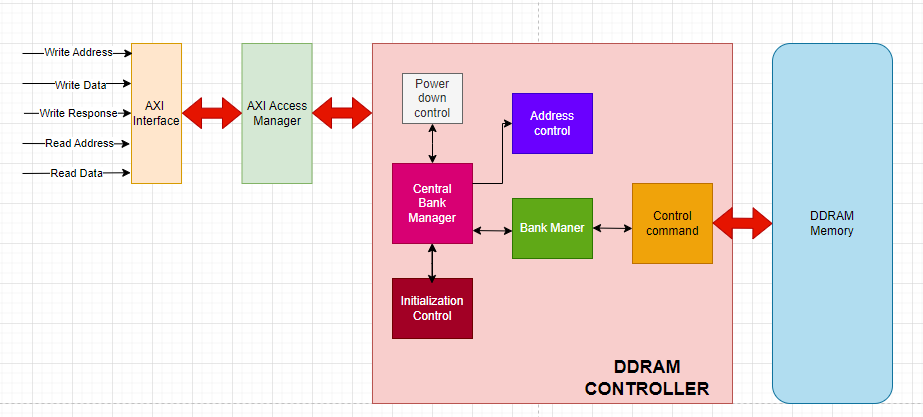 Write Address
Write Data
Write Response
Read Address
Read Data
AXI
Interface
AXI Access
Manager
Power
down
control
Address
control
Central
Bank
Manager
Bank Maner
Control
command
Initialization
Control
DDRAM
CONTROLLER
DDRAM
Memory